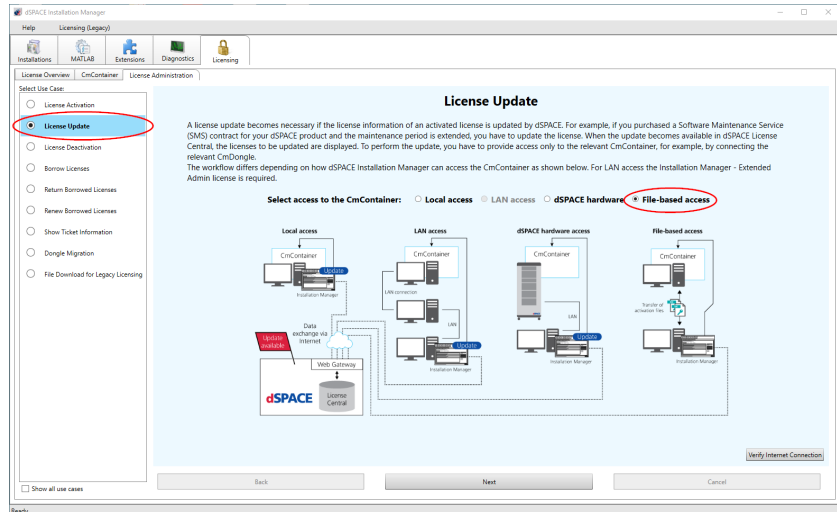 dSPACE Installation Manager
Help Licensing (Legacy)
Installations MATLAB Extensions Diagnostics Licensing
License Overview CmContainer License Administration
Select Use Case:
License Activation
License Update
License Deactivation
Borrow Licenses
Return Borrowed Licenses
Renew Borrowed Licenses
Show Ticket Information
Dongle Migration
File Download for Legacy Licensing
Show all use cases
License Update
A license update becomes necessary if the license information of an activated license is updated by dSPACE. For example, if you purchased a Software Maintenance Service
(SMS) contract for your dSPACE product and the maintenance period is extended, you have to update the license. When the update becomes available in dSPACE License
Central, the licenses to be updated are displayed. To perform the update, you have to provide access only to the relevant CmContainer, for example, by connecting the
relevant CmDongle.
The workflow differs depending on how dSPACE Installation Manager can access the CmContainer as shown below. For LAN access the Installation Manager - Extended
Admin license is required.
Select access to the CmContainer: Local access LAN access dSPACE hardware File-based access
Local access
CmContainer
Update
Installation Manager
Data
exchange via
Internet
Update
available
Web Gateway
dSPACE
License
Central
LAN access
CmContainer
LAN connection
LAN
Update
Installation Manager
dSPACE hardware access
CmContainer
LAN
Update
Installation Manager
File-based access
CmContainer
Transfer of
activation files
Installation Manager
Verify Internet Connection
Back Next Cancel
Ready